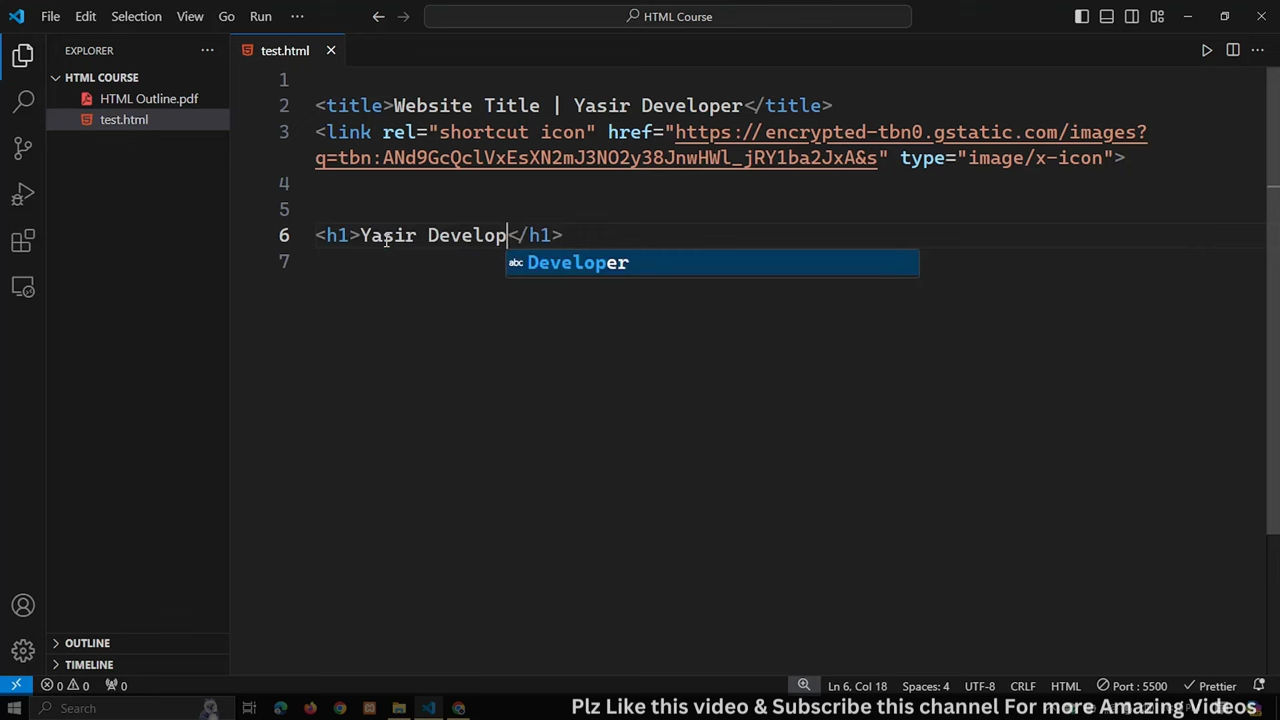 File Edit Selection View Go Run ··· HTML Course
EXPLORER ···
test.html
HTML COURSE
HTML Outline.pdf
test.html
1
2 <title>Website Title | Yasir Developer</title>
3 <link rel="shortcut icon" href="https://encrypted-tbn0.gstatic.com/images?
q=tbn:ANd9GcQclVxEsXN2mJ3NO2y38JnwHWl_jRY1ba2JxA&s" type="image/x-icon">
4
5
6 <h1>Yasir Develop</h1>
abc Developer
7
OUTLINE
TIMELINE
0 0 0 Ln 6, Col 18 Spaces: 4 UTF-8 CRLF HTML Port : 5500 Prettier
Search
Plz Like this video & Subscribe this channel For more Amazing Videos